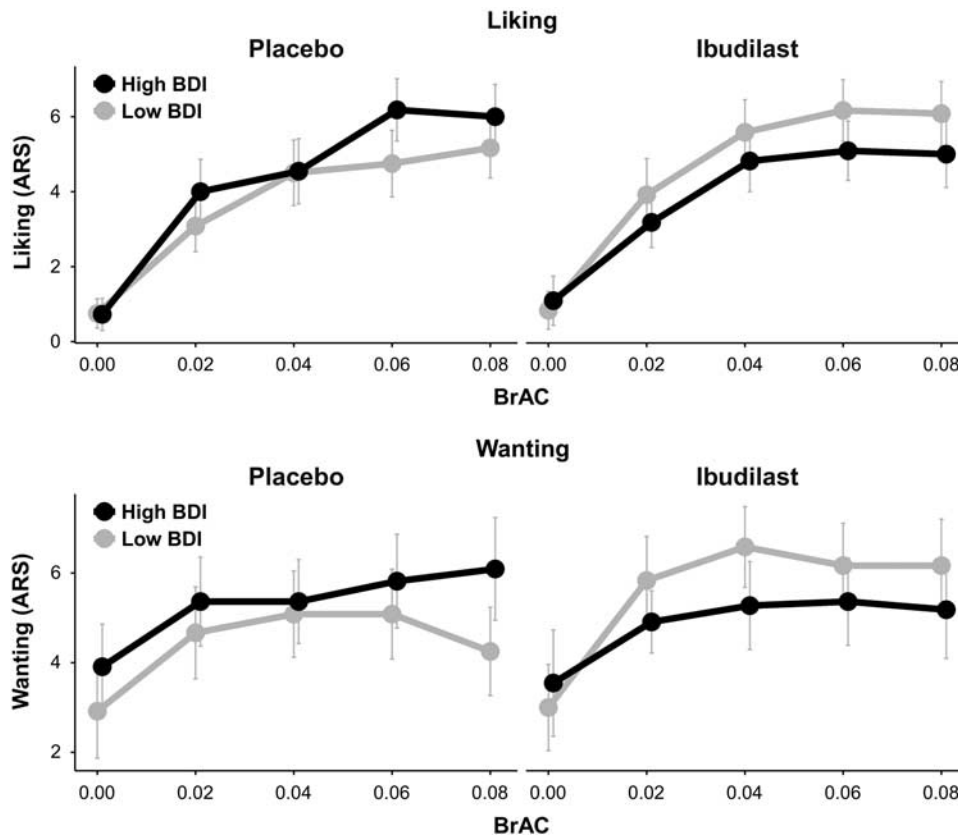 Liking
Placebo Ibudilast
High BDI
Low BDI
Liking (ARS)
6
4
2
0
0.00 0.02 0.04 0.06 0.08 0.00 0.02 0.04 0.06 0.08
BrAC
Wanting
Placebo Ibudilast
High BDI
Low BDI
Wanting (ARS)
6
4
2
0.00 0.02 0.04 0.06 0.08 0.00 0.02 0.04 0.06 0.08
BrAC